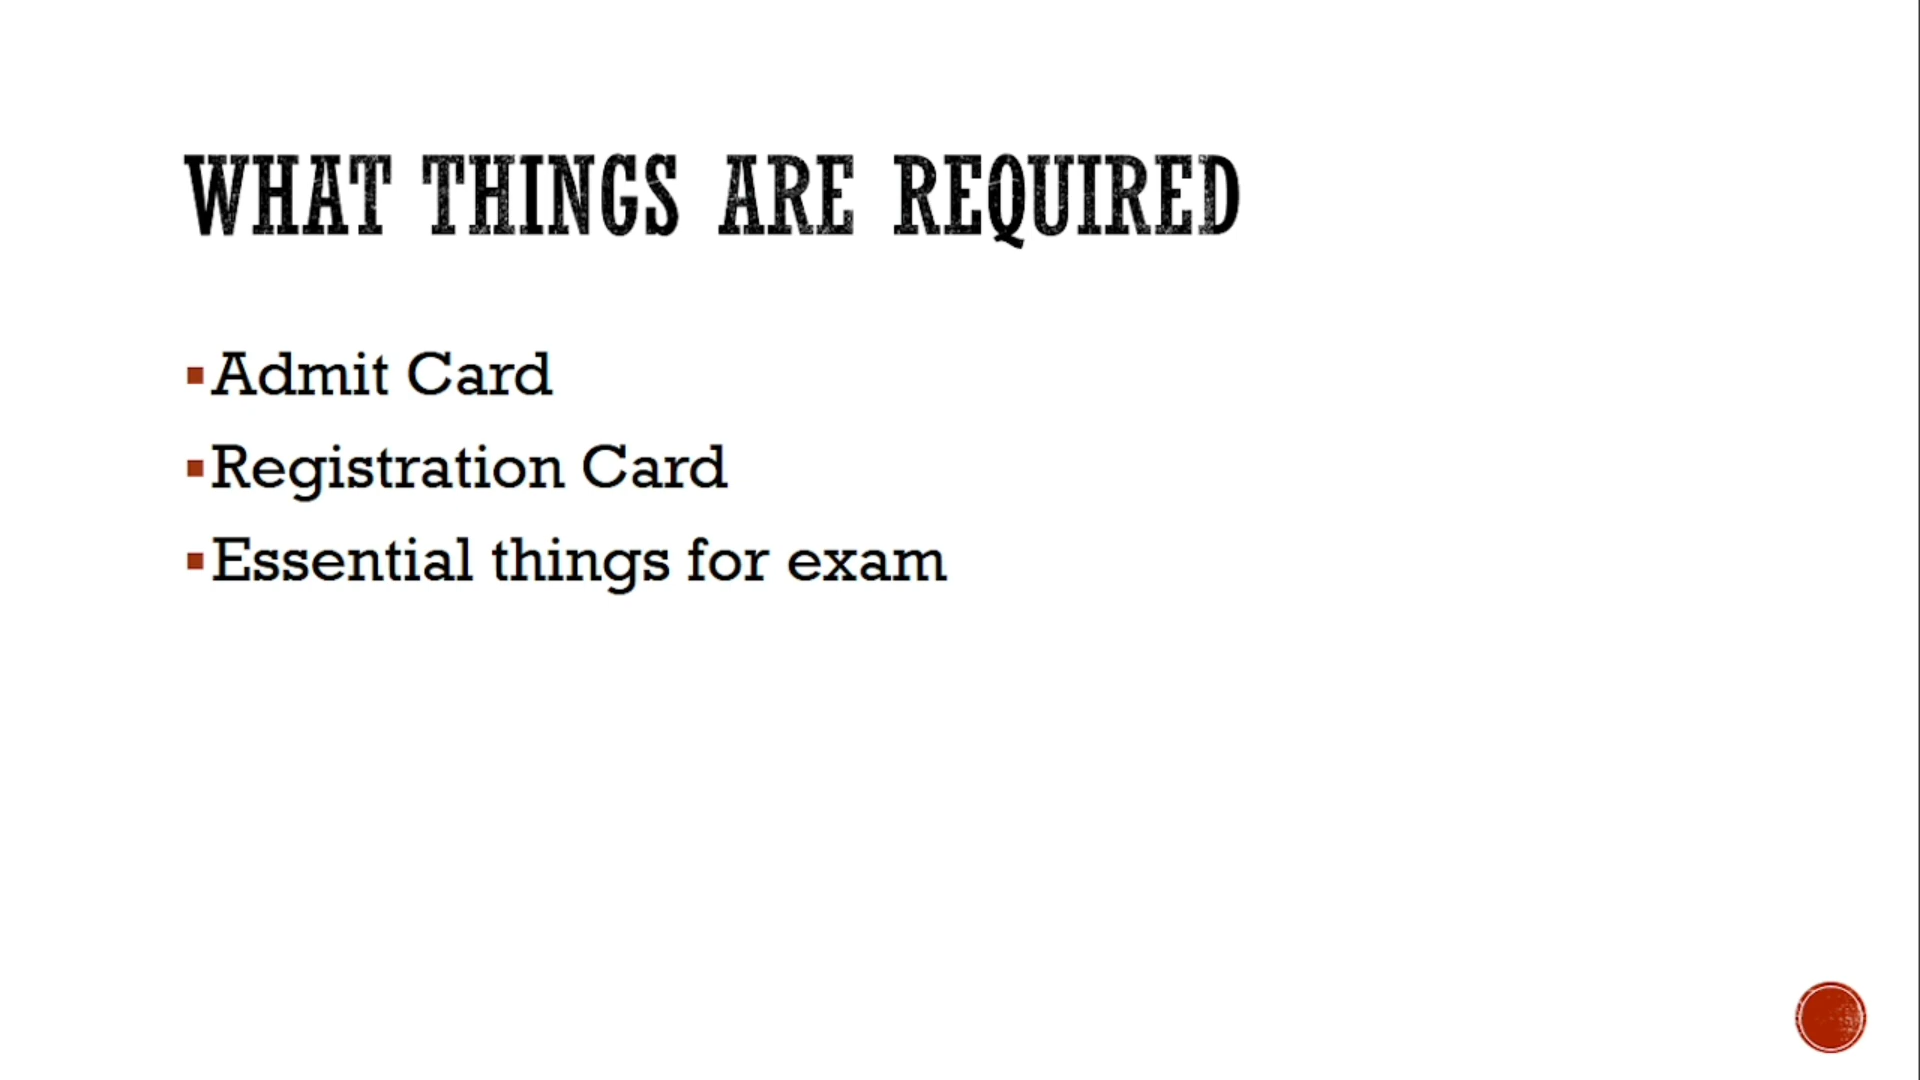 WHAT THINGS ARE REQUIRED
▪Admit Card
▪Registration Card
▪Essential things for exam